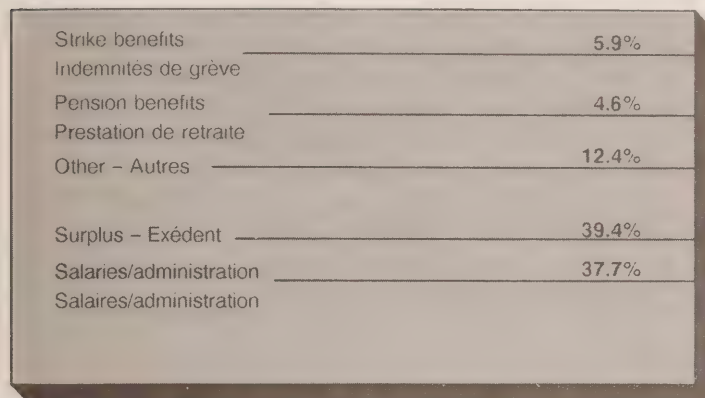 Strike benefits 5.9%
Indemnités de grève
Pension benefits 4.6%
Prestation de retraite
Other – Autres 12.4%
Surplus – Exédent 39.4%
Salaries/administration 37.7%
Salaires/administration